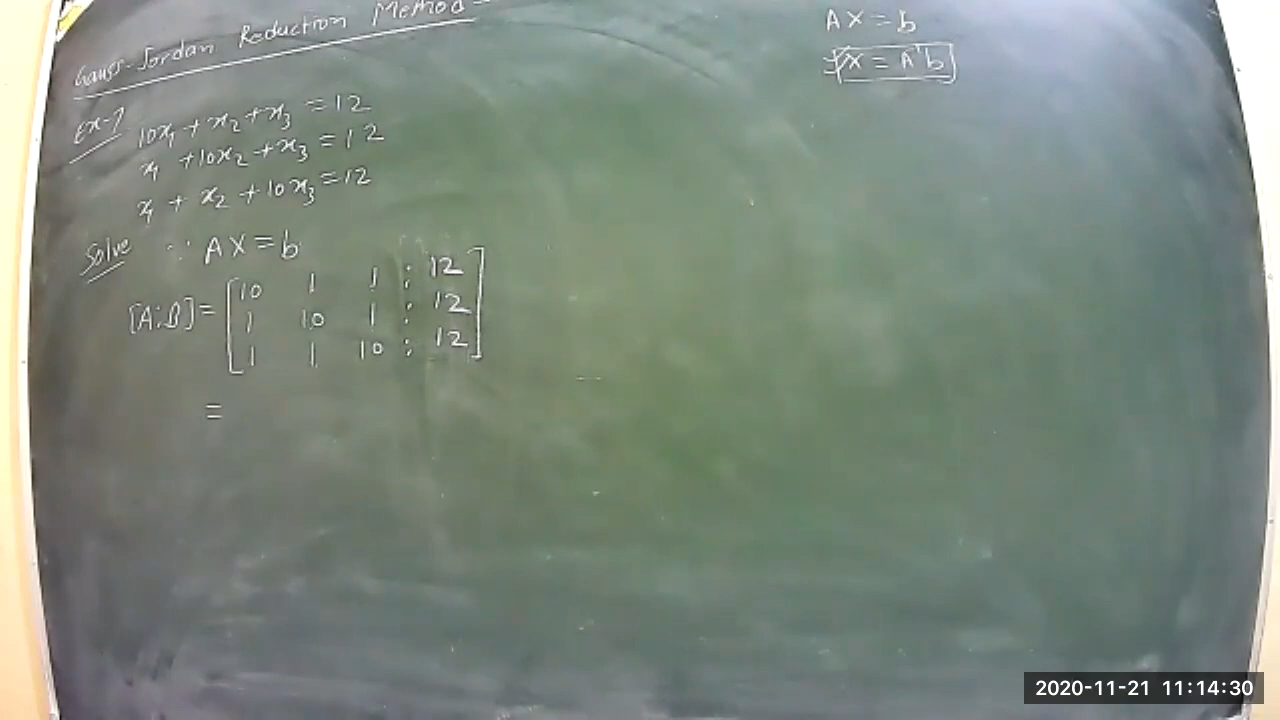 Gauss-Jordan Reduction Method -
Ex-1
10x₁ + x₂ + x₃ = 12
x₁ + 10x₂ + x₃ = 12
x₁ + x₂ + 10x₃ = 12
Solve ∵ AX = b
[A:B] = [10 1 1 : 12
1 10 1 : 12
1 1 10 : 12]
=
AX = b
X = A⁻¹b
2020-11-21 11:14:30